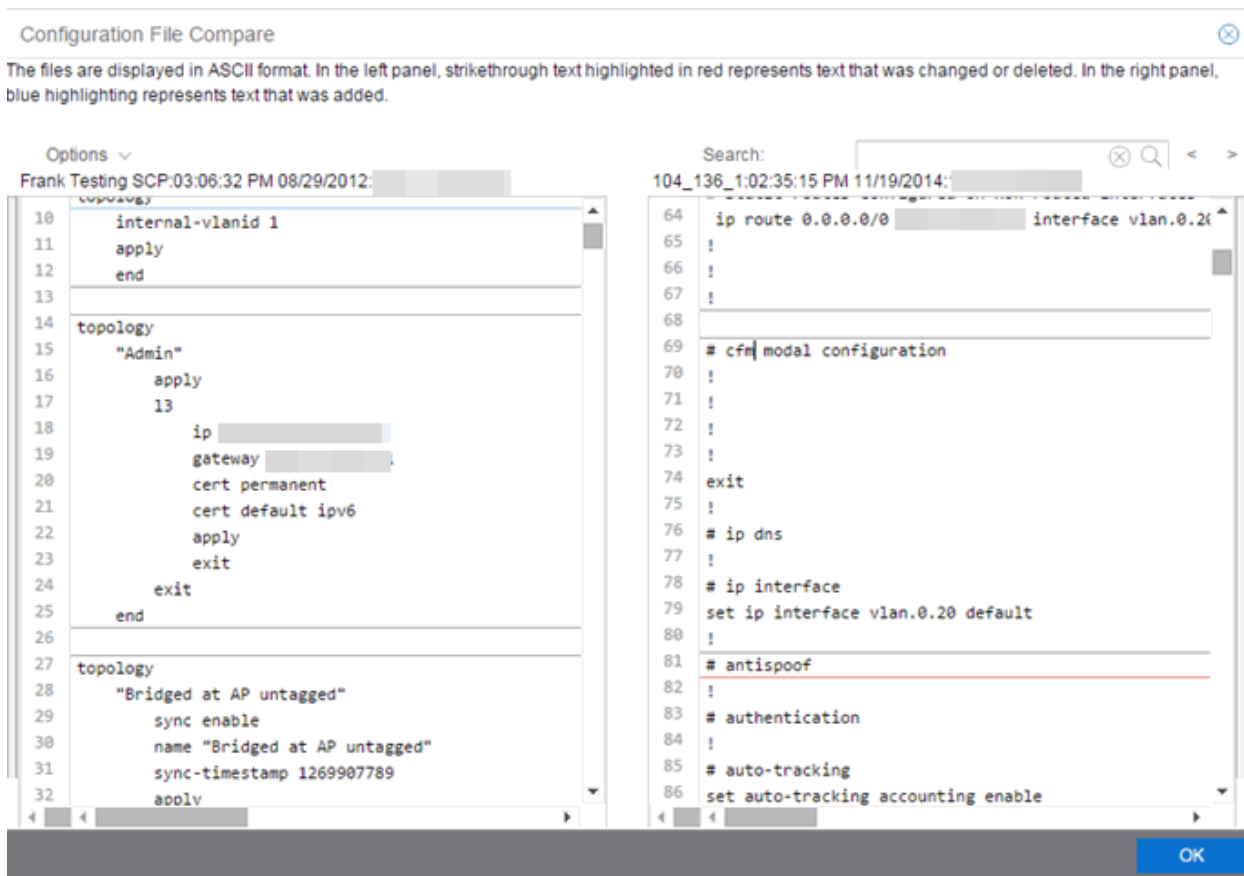 Configuration File Compare
The files are displayed in ASCII format. In the left panel, strikethrough text highlighted in red represents text that was changed or deleted. In the right panel,
blue highlighting represents text that was added.
Options
Frank Testing SCP:03:06:32 PM 08/29/2012:
topology
10 internal-vlanid 1
11 apply
12 end
13
14 topology
15 "Admin"
16 apply
17 l3
18 ip
19 gateway
20 cert permanent
21 cert default ipv6
22 apply
23 exit
24 exit
25 end
26
27 topology
28 "Bridged at AP untagged"
29 sync enable
30 name "Bridged at AP untagged"
31 sync-timestamp 1269907789
32 apply
Search:
< >
104_136_1:02:35:15 PM 11/19/2014:
# static routes configured on non routed interfaces
64 ip route 0.0.0.0/0 interface vlan.0.20
65 !
66 !
67 !
68
69 # cfm modal configuration
70 !
71 !
72 !
73 !
74 exit
75 !
76 # ip dns
77 !
78 # ip interface
79 set ip interface vlan.0.20 default
80 !
81 # antispoof
82 !
83 # authentication
84 !
85 # auto-tracking
86 set auto-tracking accounting enable
OK